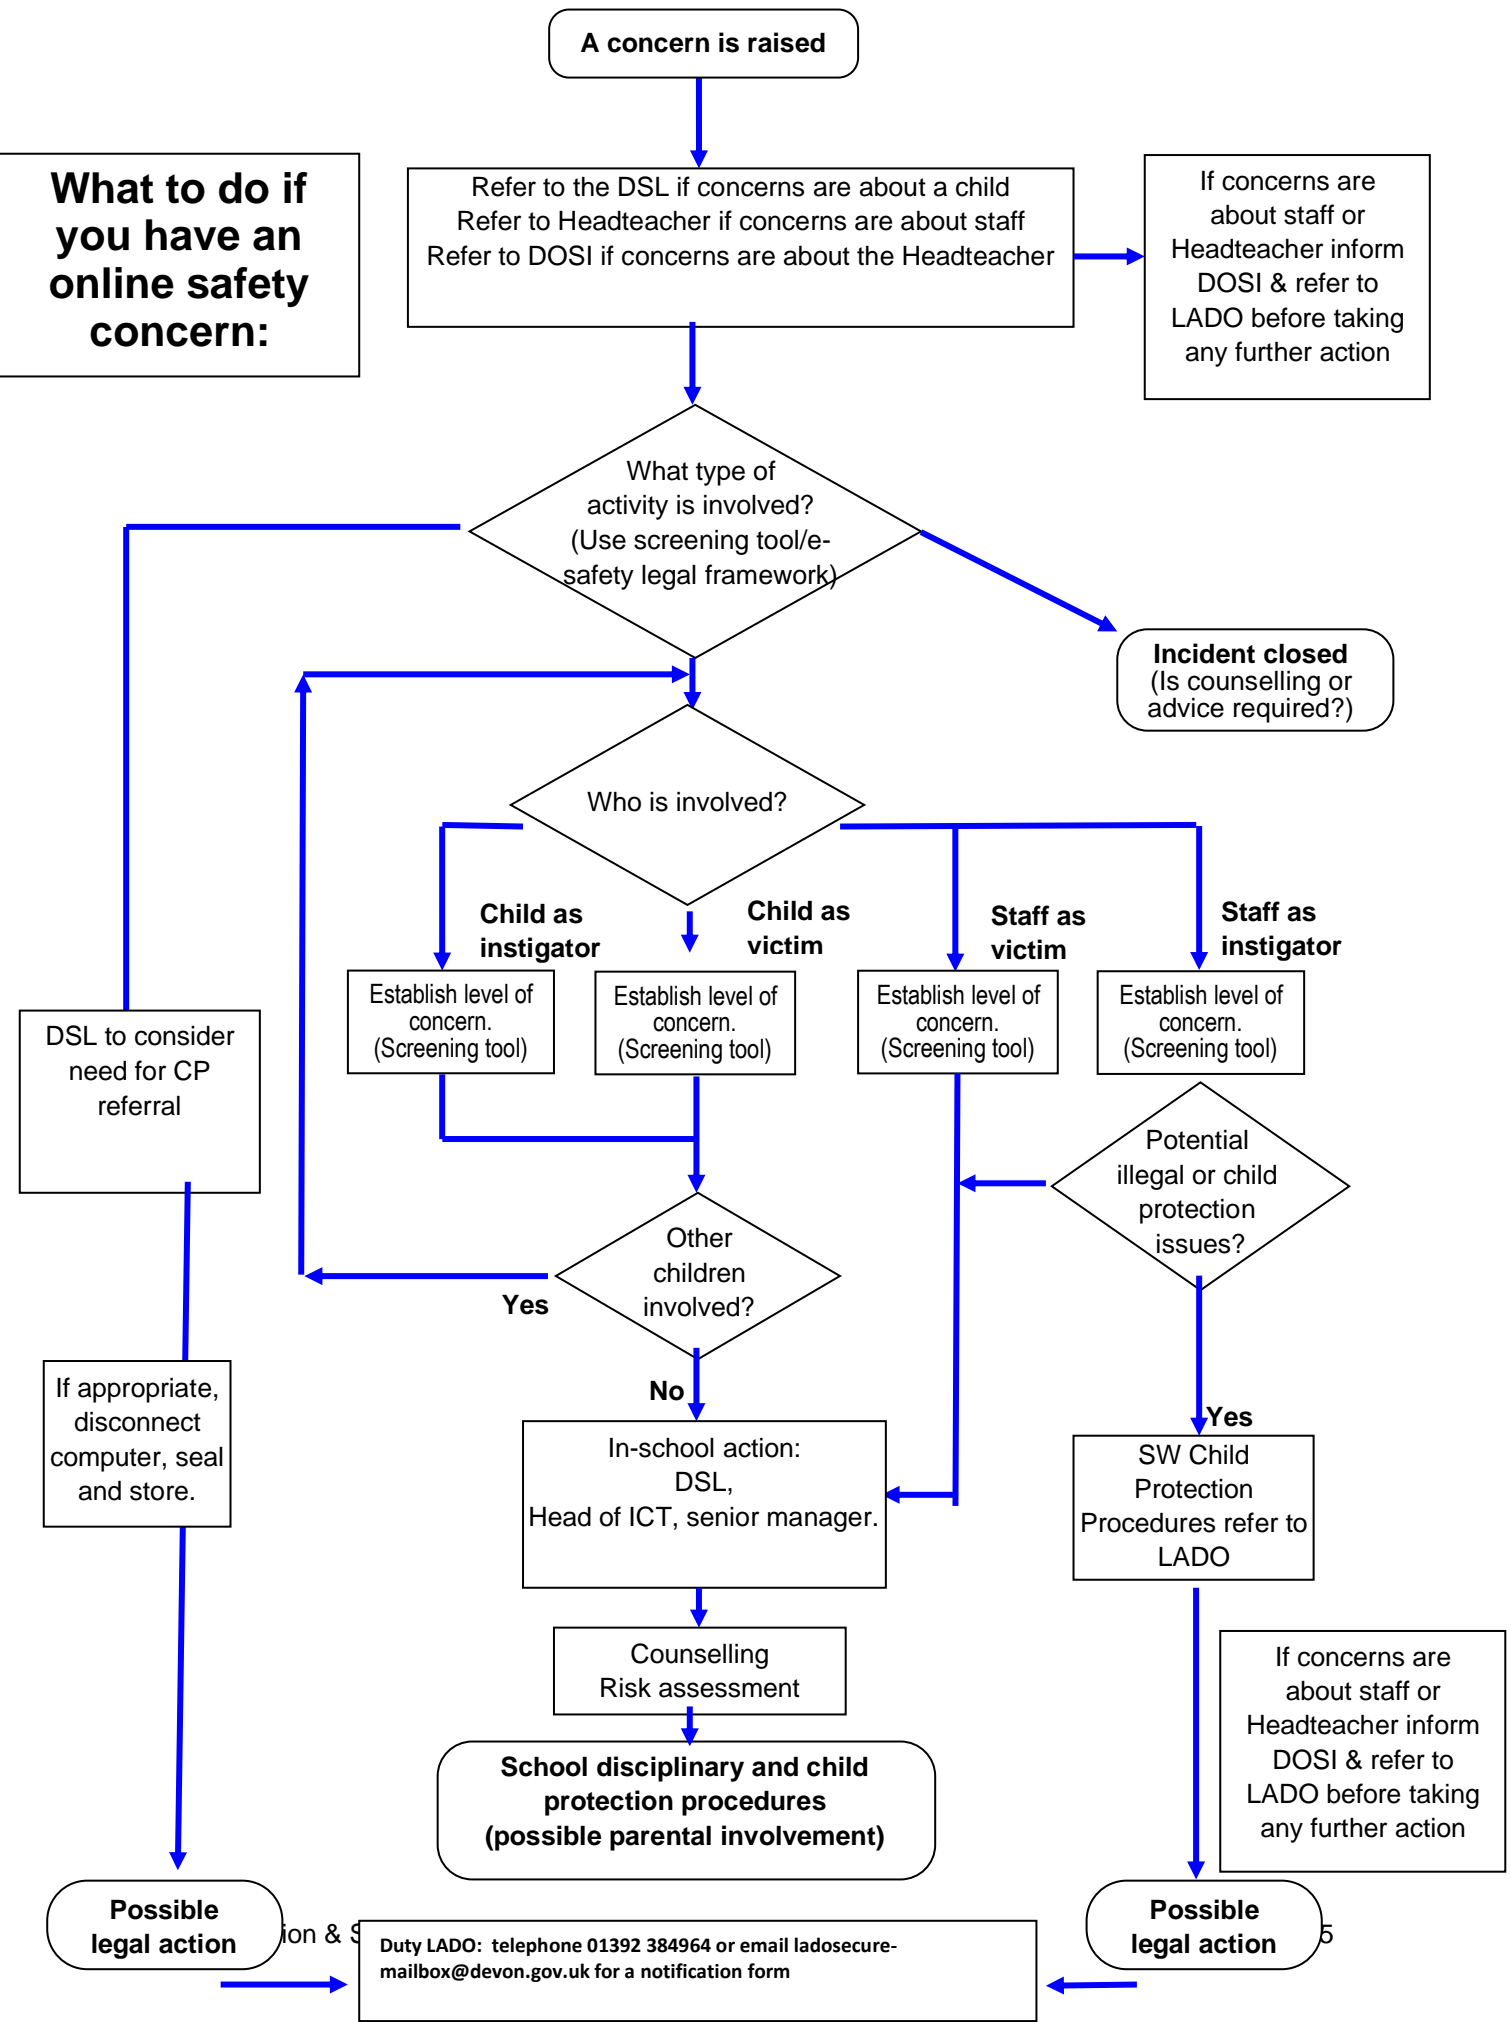 A concern is raised
What to do if
you have an
online safety
concern:
Refer to the DSL if concerns are about a child
Refer to Headteacher if concerns are about staff
Refer to DOSI if concerns are about the Headteacher
If concerns are
about staff or
Headteacher inform
DOSI & refer to
LADO before taking
any further action
What type of
activity is involved?
(Use screening tool/e-
safety legal framework)
Incident closed
(Is counselling or
advice required?)
Who is involved?
Child as
instigator
Child as
victim
Staff as
victim
Staff as
instigator
Establish level of
concern.
(Screening tool)
Establish level of
concern.
(Screening tool)
Establish level of
concern.
(Screening tool)
Establish level of
concern.
(Screening tool)
DSL to consider
need for CP
referral
Potential
illegal or child
protection
issues?
Other
children
involved?
Yes
If appropriate,
disconnect
computer, seal
and store.
No
Yes
In-school action:
DSL,
Head of ICT, senior manager.
SW Child
Protection
Procedures refer to
LADO
Counselling
Risk assessment
If concerns are
about staff or
Headteacher inform
DOSI & refer to
LADO before taking
any further action
School disciplinary and child
protection procedures
(possible parental involvement)
Possible
legal action
ion & S
Possible
legal action
5
Duty LADO: telephone 01392 384964 or email ladosecure-
mailbox@devon.gov.uk for a notification form